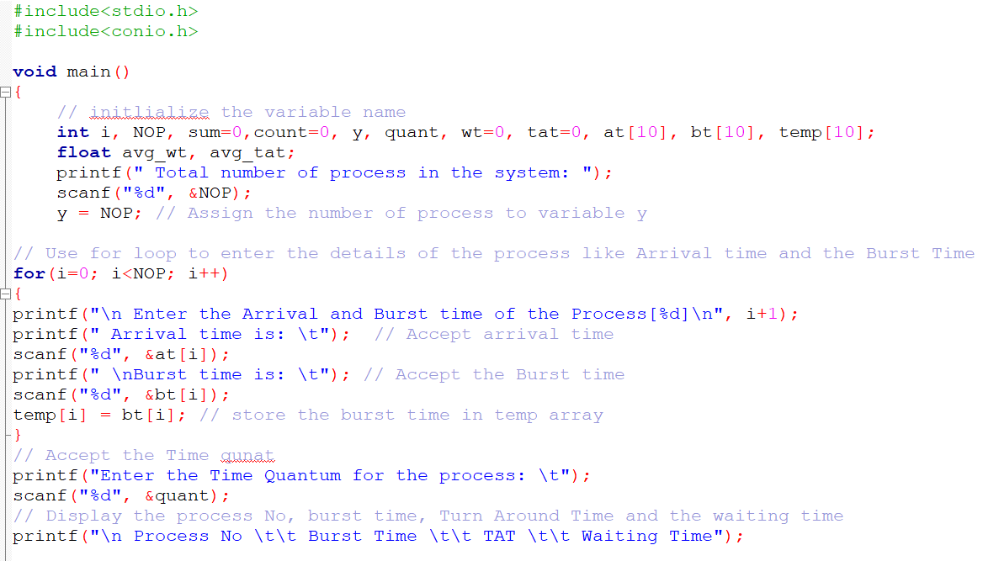 #include<stdio.h>
#include<conio.h>
void main()
{
// initlialize the variable name
int i, NOP, sum=0,count=0, y, quant, wt=0, tat=0, at[10], bt[10], temp[10];
float avg_wt, avg_tat;
printf(" Total number of process in the system: ");
scanf("%d", &NOP);
y = NOP; // Assign the number of process to variable y
// Use for loop to enter the details of the process like Arrival time and the Burst Time
for(i=0; i<NOP; i++)
{
printf("\n Enter the Arrival and Burst time of the Process[%d]\n", i+1);
printf(" Arrival time is: \t");  // Accept arrival time
scanf("%d", &at[i]);
printf(" \nBurst time is: \t"); // Accept the Burst time
scanf("%d", &bt[i]);
temp[i] = bt[i]; // store the burst time in temp array
}
// Accept the Time qunat
printf("Enter the Time Quantum for the process: \t");
scanf("%d", &quant);
// Display the process No, burst time, Turn Around Time and the waiting time
printf("\n Process No \t\t Burst Time \t\t TAT \t\t Waiting Time");